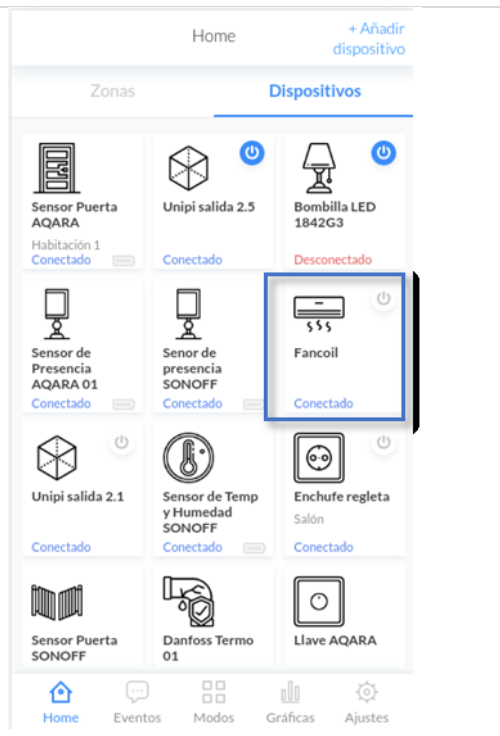 Home
+ Añadir
dispositivo
Zonas
Dispositivos
Sensor Puerta
AQARA
Habitación 1
Conectado
Unipi salida 2.5
Conectado
Bombilla LED
1842G3
Desconectado
Sensor de
Presencia
AQARA 01
Conectado
Senor de
presencia
SONOFF
Conectado
Fancoil
Conectado
Unipi salida 2.1
Conectado
Sensor de Temp
y Humedad
SONOFF
Conectado
Enchufe regleta
Salón
Conectado
Sensor Puerta
SONOFF
Danfoss Termo
01
Llave AQARA
Home
Eventos
Modos
Gráficas
Ajustes